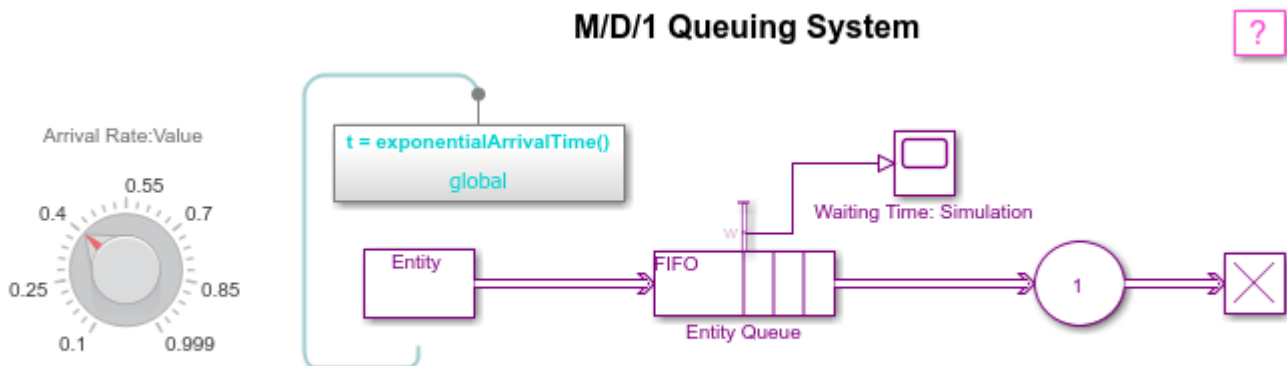 M/D/1 Queuing System
?
Arrival Rate:Value
0.55
0.4
0.7
0.25
0.85
0.1
0.999
t = exponentialArrivalTime()
global
Waiting Time: Simulation
w
Entity
FIFO
Entity Queue
1